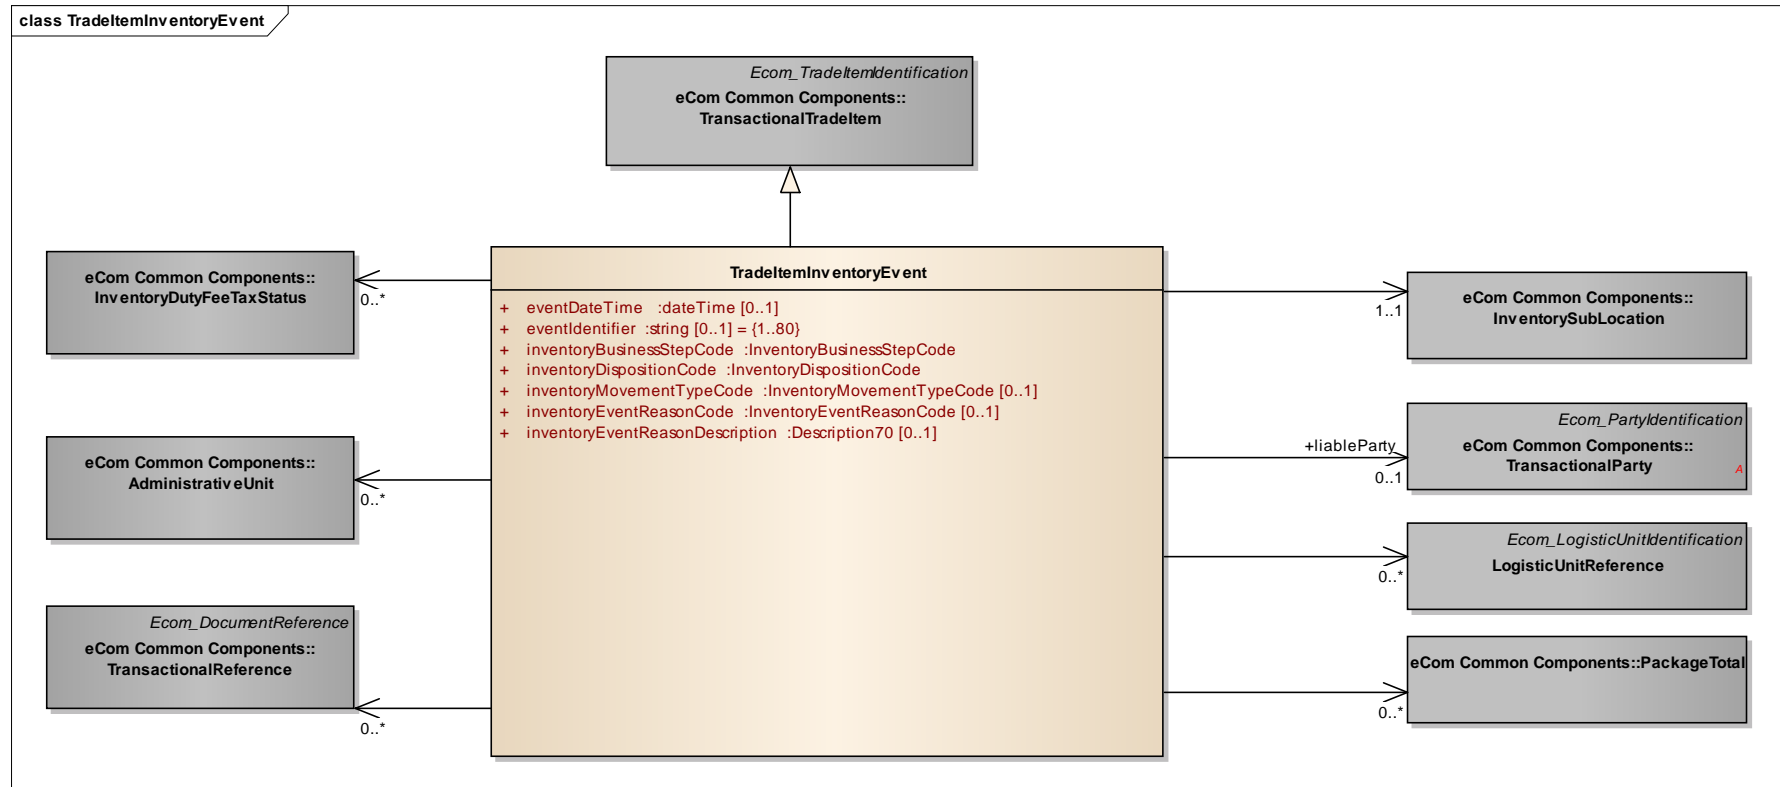 class TradeItemInventoryEvent
Ecom_TradeItemIdentification
eCom Common Components::
TransactionalTradeItem
eCom Common Components::
InventoryDutyFeeTaxStatus
0..*
eCom Common Components::
AdministrativeUnit
0..*
Ecom_DocumentReference
eCom Common Components::
TransactionalReference
0..*
TradeItemInventoryEvent
+ eventDateTime :dateTime [0..1]
+ eventIdentifier :string [0..1] = {1..80}
+ inventoryBusinessStepCode :InventoryBusinessStepCode
+ inventoryDispositionCode :InventoryDispositionCode
+ inventoryMovementTypeCode :InventoryMovementTypeCode [0..1]
+ inventoryEventReasonCode :InventoryEventReasonCode [0..1]
+ inventoryEventReasonDescription :Description70 [0..1]
eCom Common Components::
InventorySubLocation
1..1
Ecom_PartyIdentification
eCom Common Components::
TransactionalParty
A
+liableParty
0..1
Ecom_LogisticUnitIdentification
LogisticUnitReference
0..*
eCom Common Components::PackageTotal
0..*